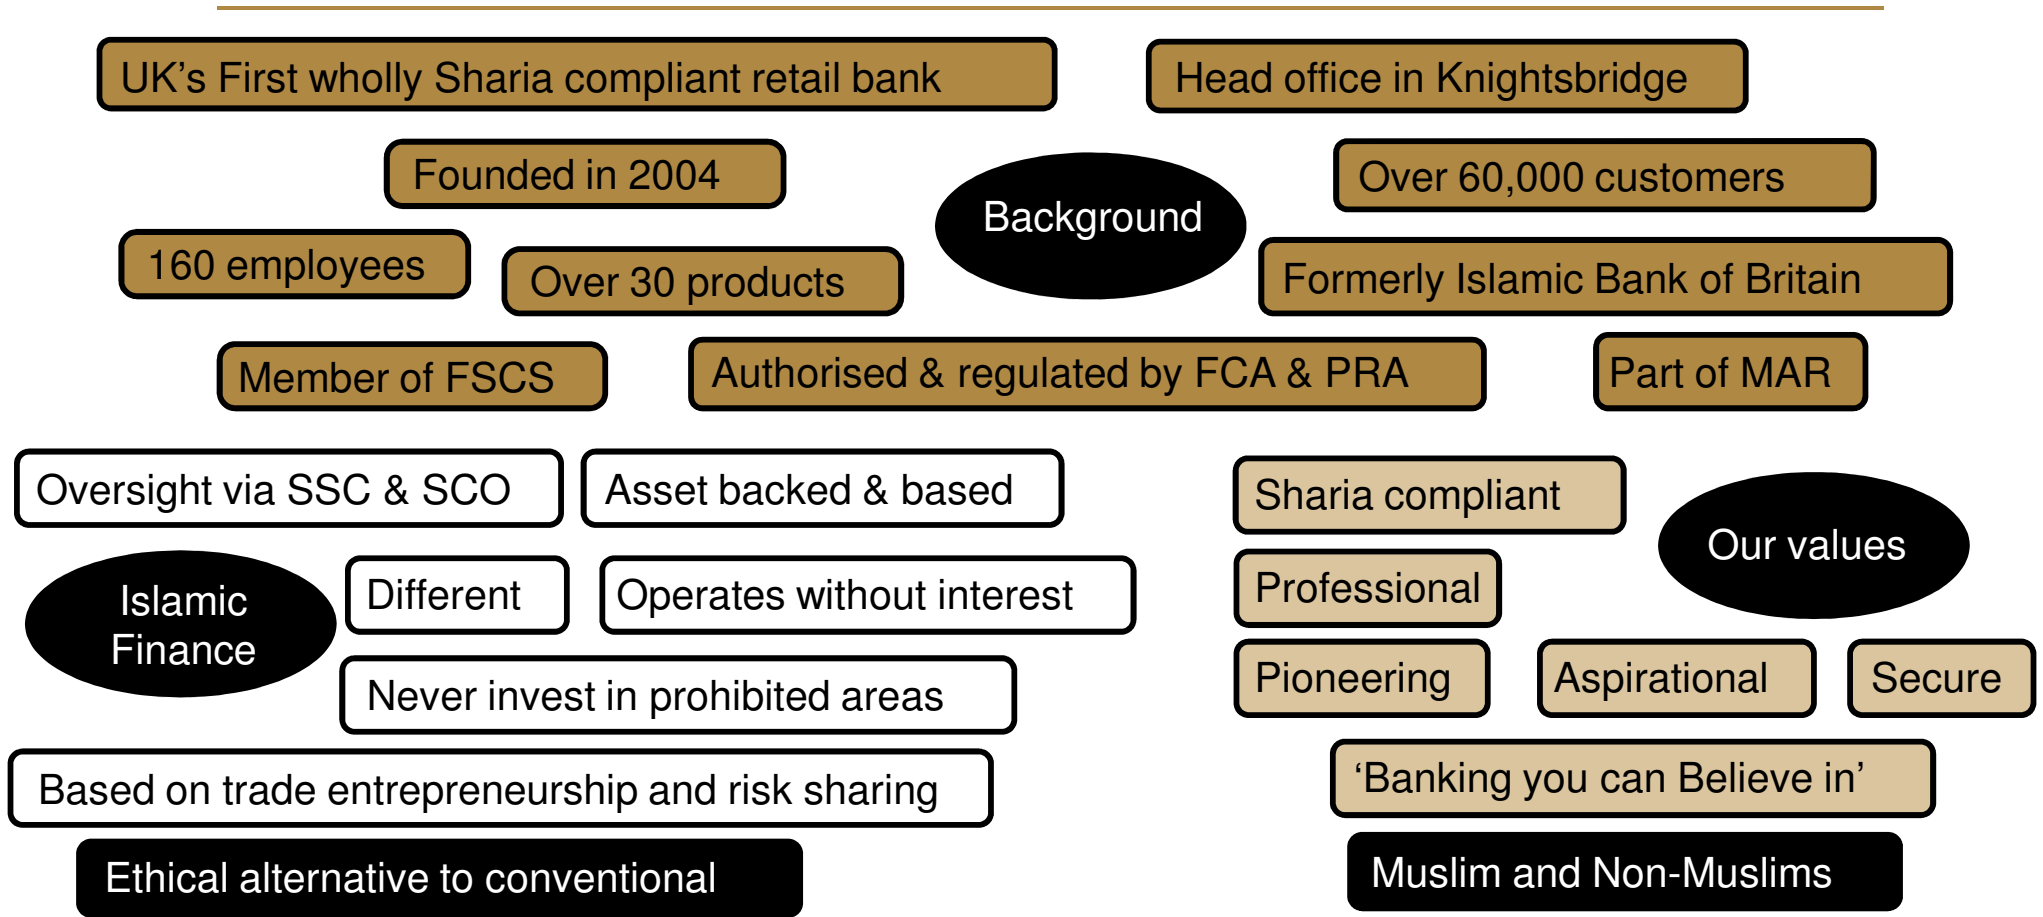 UK's First wholly Sharia compliant retail bank
Head office in Knightsbridge
Founded in 2004
Background
Over 60,000 customers
160 employees
Over 30 products
Formerly Islamic Bank of Britain
Member of FSCS
Authorised & regulated by FCA & PRA
Part of MAR
Oversight via SSC & SCO
Asset backed & based
Islamic
Finance
Different
Operates without interest
Never invest in prohibited areas
Based on trade entrepreneurship and risk sharing
Ethical alternative to conventional
Sharia compliant
Our values
Professional
Pioneering
Aspirational
Secure
‘Banking you can Believe in’
Muslim and Non-Muslims